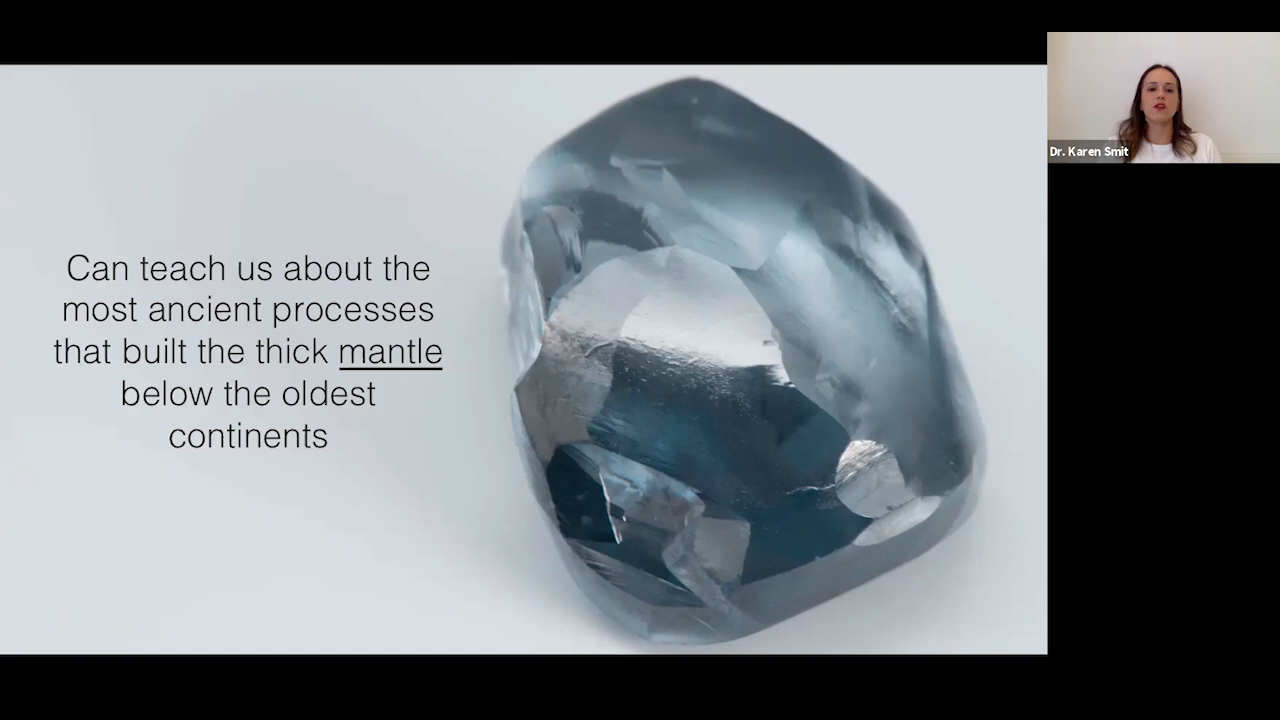 Can teach us about the
most ancient processes
that built the thick mantle
below the oldest
continents
Dr. Karen Smit